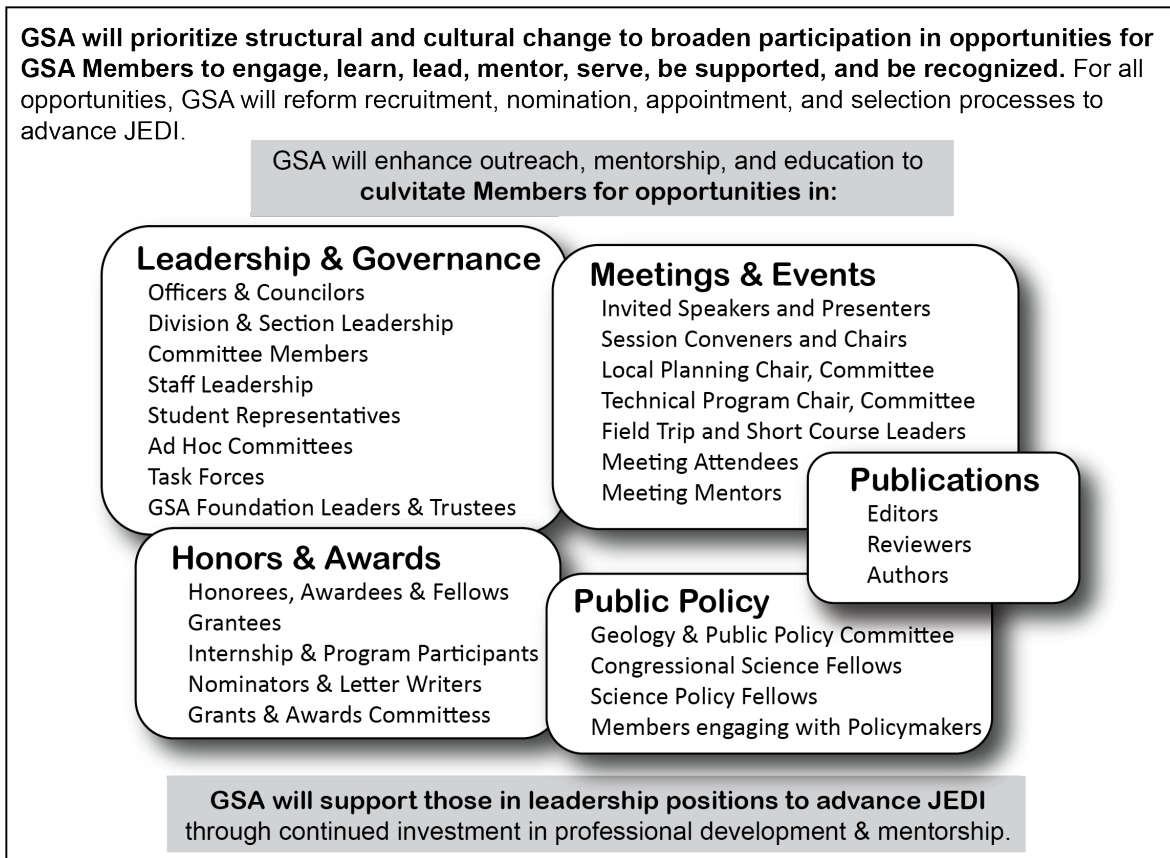 GSA will prioritize structural and cultural change to broaden participation in opportunities for
GSA Members to engage, learn, lead, mentor, serve, be supported, and be recognized. For all
opportunities, GSA will reform recruitment, nomination, appointment, and selection processes to
advance JEDI.
GSA will enhance outreach, mentorship, and education to
culvitate Members for opportunities in:
Leadership & Governance
Officers & Councilors
Division & Section Leadership
Committee Members
Staff Leadership
Student Representatives
Ad Hoc Committees
Task Forces
GSA Foundation Leaders & Trustees
Meetings & Events
Invited Speakers and Presenters
Session Conveners and Chairs
Local Planning Chair, Committee
Technical Program Chair, Committee
Field Trip and Short Course Leaders
Meeting Attendees
Meeting Mentors
Publications
Editors
Reviewers
Authors
Honors & Awards
Honorees, Awardees & Fellows
Grantees
Internship & Program Participants
Nominators & Letter Writers
Grants & Awards Committess
Public Policy
Geology & Public Policy Committee
Congressional Science Fellows
Science Policy Fellows
Members engaging with Policymakers
GSA will support those in leadership positions to advance JEDI
through continued investment in professional development & mentorship.